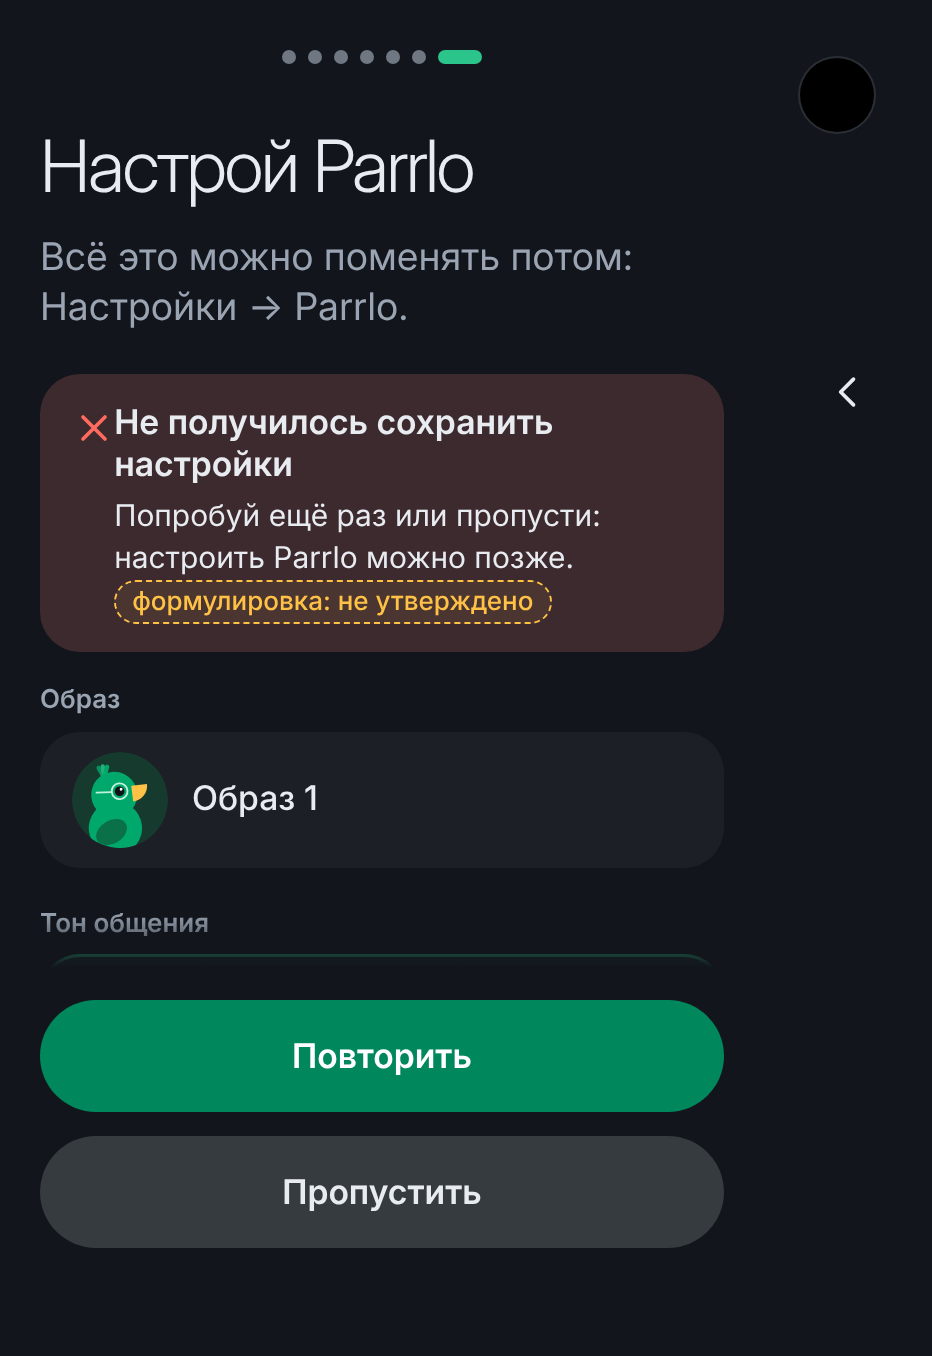 Настрой Parrlo
Всё это можно поменять потом:
Настройки → Parrlo.
Не получилось сохранить
настройки
Попробуй ещё раз или пропусти:
настроить Parrlo можно позже.
формулировка: не утверждено
Образ
Образ 1
Тон общения
Повторить
Пропустить